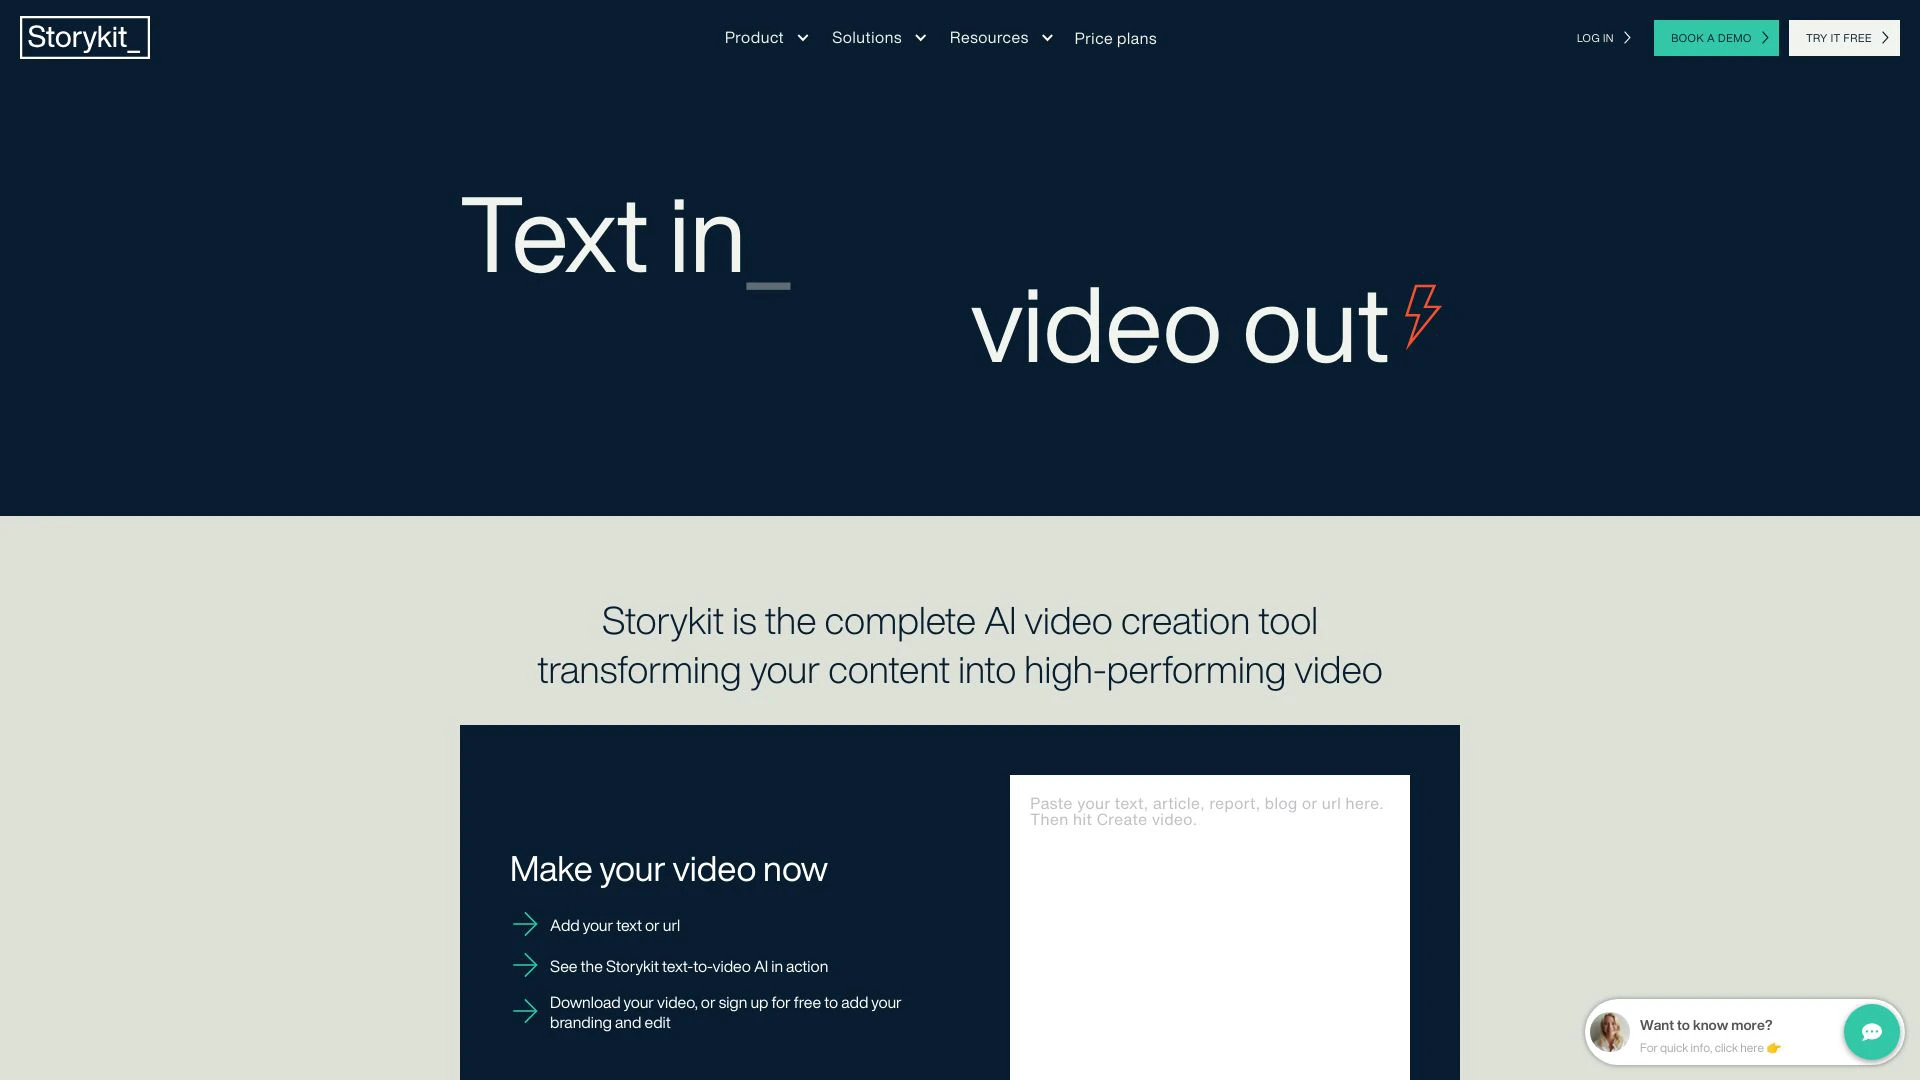 Storykit_
Product
Solutions
Resources
Price plans
LOG IN
BOOK A DEMO
TRY IT FREE
Text in_
video out
Storykit is the complete AI video creation tool
transforming your content into high-performing video
Make your video now
Add your text or url
See the Storykit text-to-video AI in action
Download your video, or sign up for free to add your
branding and edit
Paste your text, article, report, blog or url here.
Then hit Create video.
Want to know more?
For quick info, click here 👉